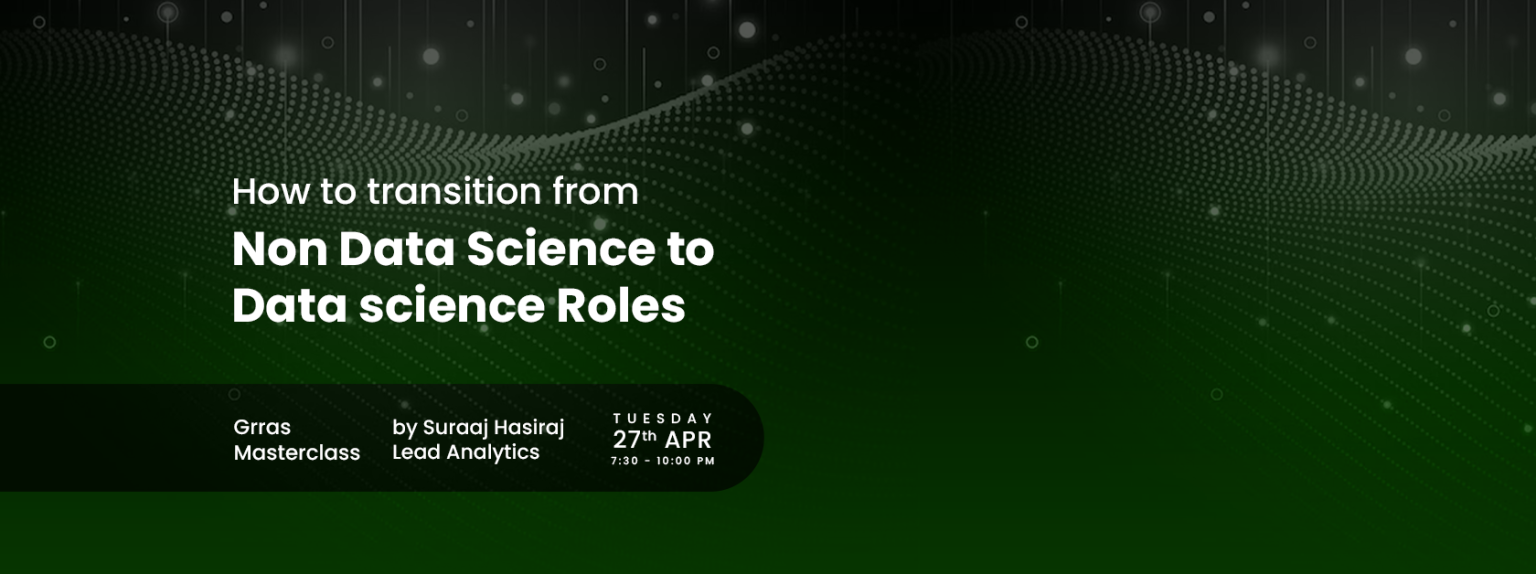 How to transition from
Non Data Science to
Data science Roles
Grras
Masterclass
by Suraaj Hasiraj
Lead Analytics
TUESDAY
27th APR
7:30 - 10:00 PM